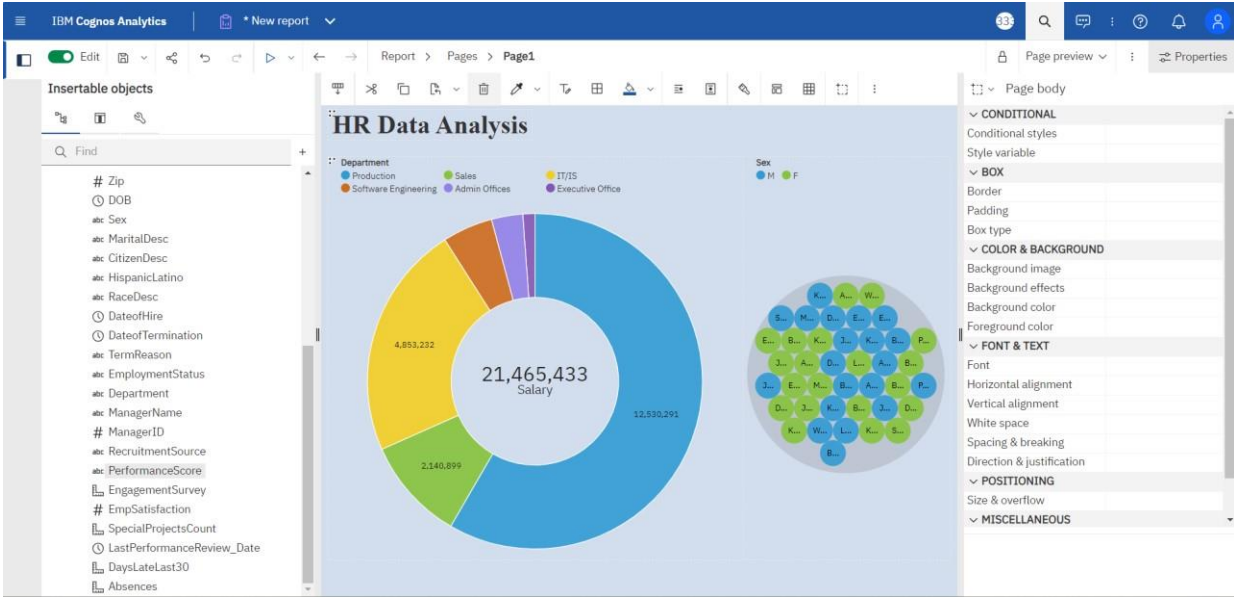 IBM Cognos Analytics
* New report
Edit
Report > Pages > Page1
Page preview
Properties
Insertable objects
Find
# Zip
DOB
abc Sex
abc MaritalDesc
abc CitizenDesc
abc HispanicLatino
abc RaceDesc
DateofHire
DateofTermination
abc TermReason
abc EmploymentStatus
abc Department
abc ManagerName
# ManagerID
abc RecruitmentSource
abc PerformanceScore
EngagementSurvey
# EmpSatisfaction
SpecialProjectsCount
LastPerformanceReview_Date
DaysLateLast30
Absences
HR Data Analysis
Department
Production
Sales
IT/IS
Software Engineering
Admin Offices
Executive Office
4,853,232
21,465,433
Salary
12,530,291
2,140,899
Sex
M F
K... A... W...
S... M... D... E... E...
E... B... K... J... K... B... P...
J... A... D... L... A... B...
J... E... M... B... A... B... P...
D... J... K... B... J... D...
K... W... L... K... S...
B...
Page body
CONDITIONAL
Conditional styles
Style variable
BOX
Border
Padding
Box type
COLOR & BACKGROUND
Background image
Background effects
Background color
Foreground color
FONT & TEXT
Font
Horizontal alignment
Vertical alignment
White space
Spacing & breaking
Direction & justification
POSITIONING
Size & overflow
MISCELLANEOUS